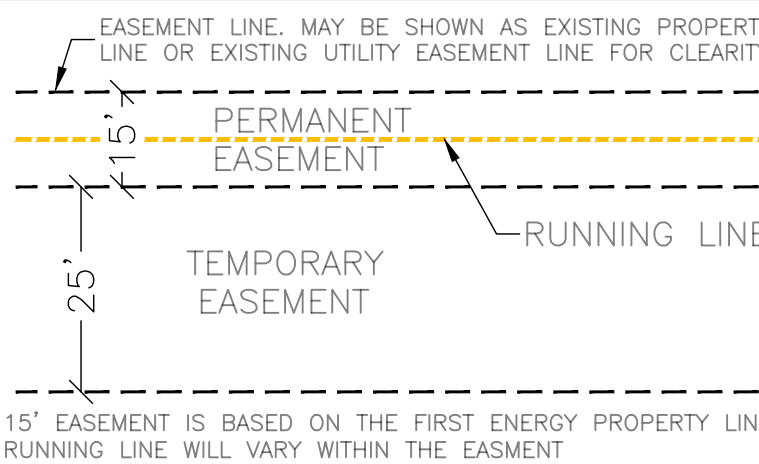 EASEMENT LINE. MAY BE SHOWN AS EXISTING PROPERT
LINE OR EXISTING UTILITY EASEMENT LINE FOR CLEARITY
15'
PERMANENT
EASEMENT
RUNNING LINE
25'
TEMPORARY
EASEMENT
15' EASEMENT IS BASED ON THE FIRST ENERGY PROPERTY LIN
RUNNING LINE WILL VARY WITHIN THE EASMENT